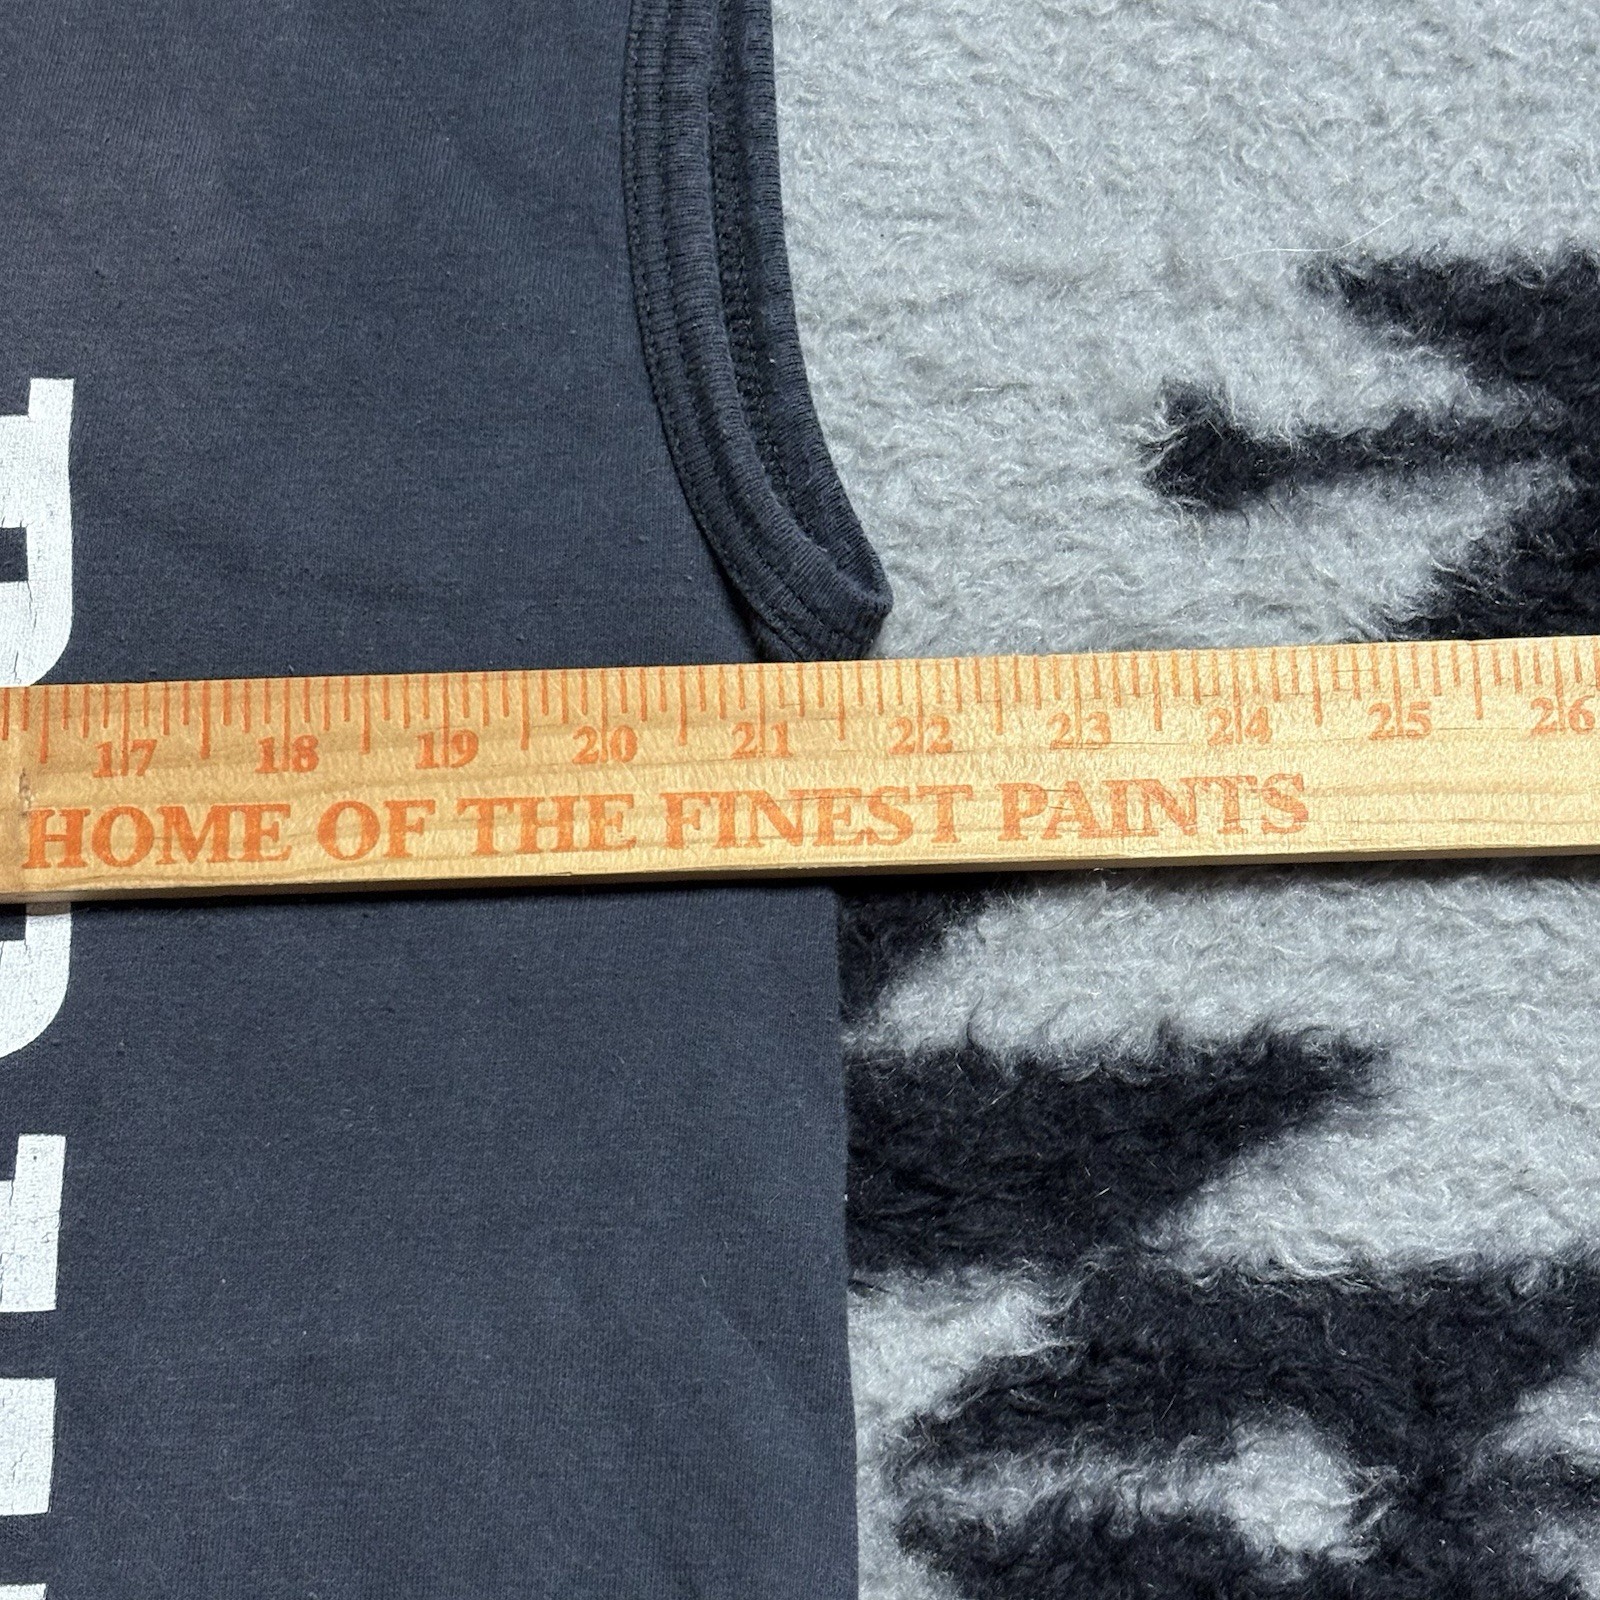 17 18 19 20 21 22 23 24 25 26
HOME OF THE FINEST PAINTS